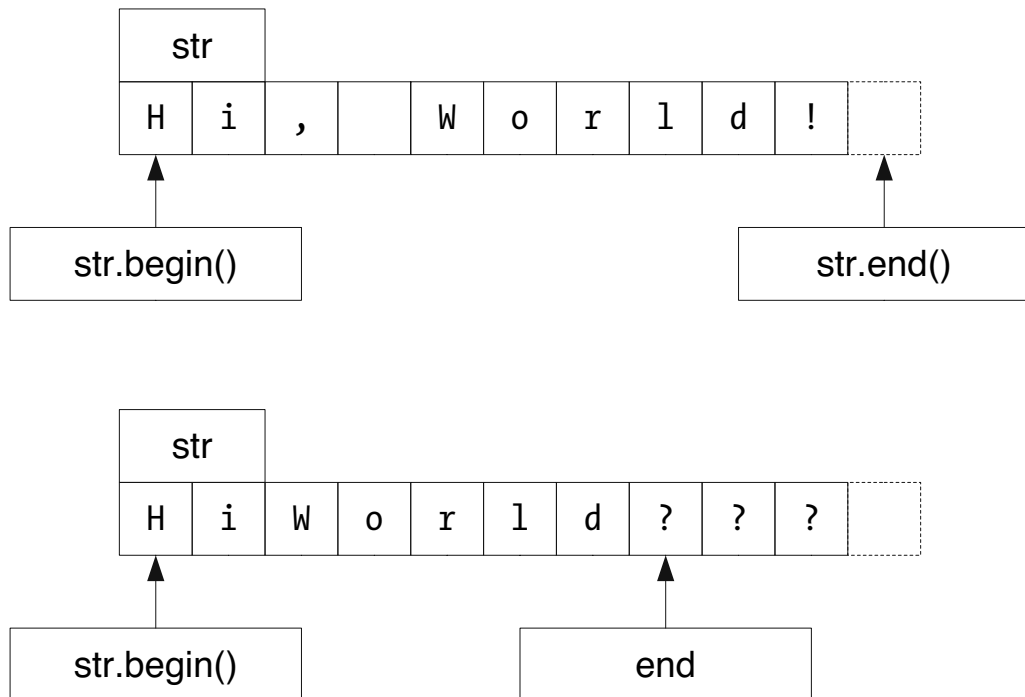 str
H i ,   W o r l d !
str.begin() str.end()
str
H i W o r l d ? ? ?
str.begin() end